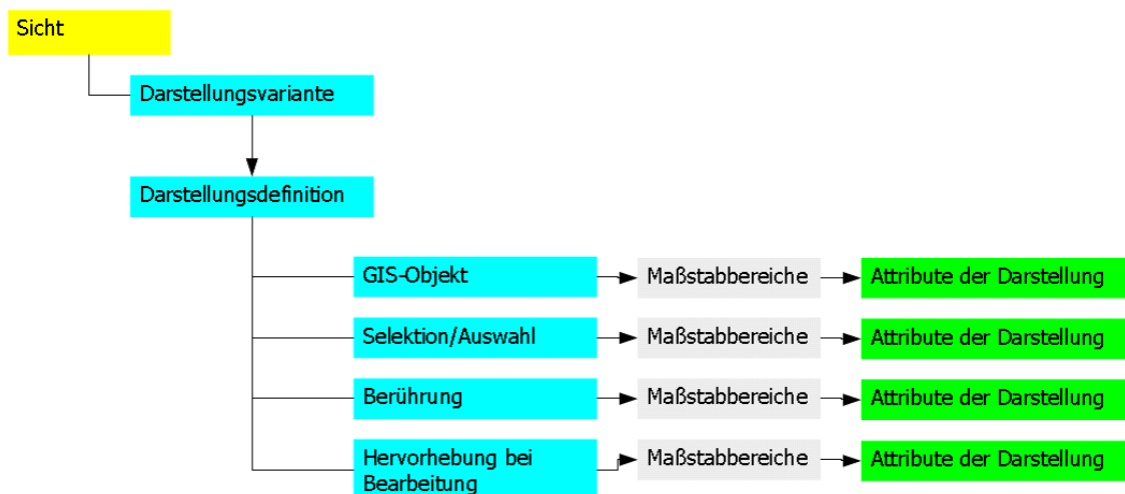 Sicht
Darstellungsvariante
Darstellungsdefinition
GIS-Objekt Maßstabbereiche Attribute der Darstellung
Selektion/Auswahl Maßstabbereiche Attribute der Darstellung
Berührung Maßstabbereiche Attribute der Darstellung
Hervorhebung bei Maßstabbereiche Attribute der Darstellung
Bearbeitung